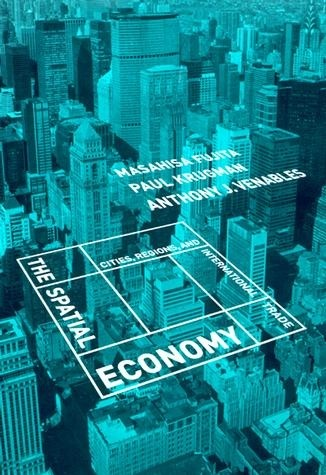 MASAHISA FUJITA
PAUL KRUGMAN
ANTHONY J. VENABLES
THE SPATIAL
ECONOMY
CITIES, REGIONS, AND
INTERNATIONAL TRADE